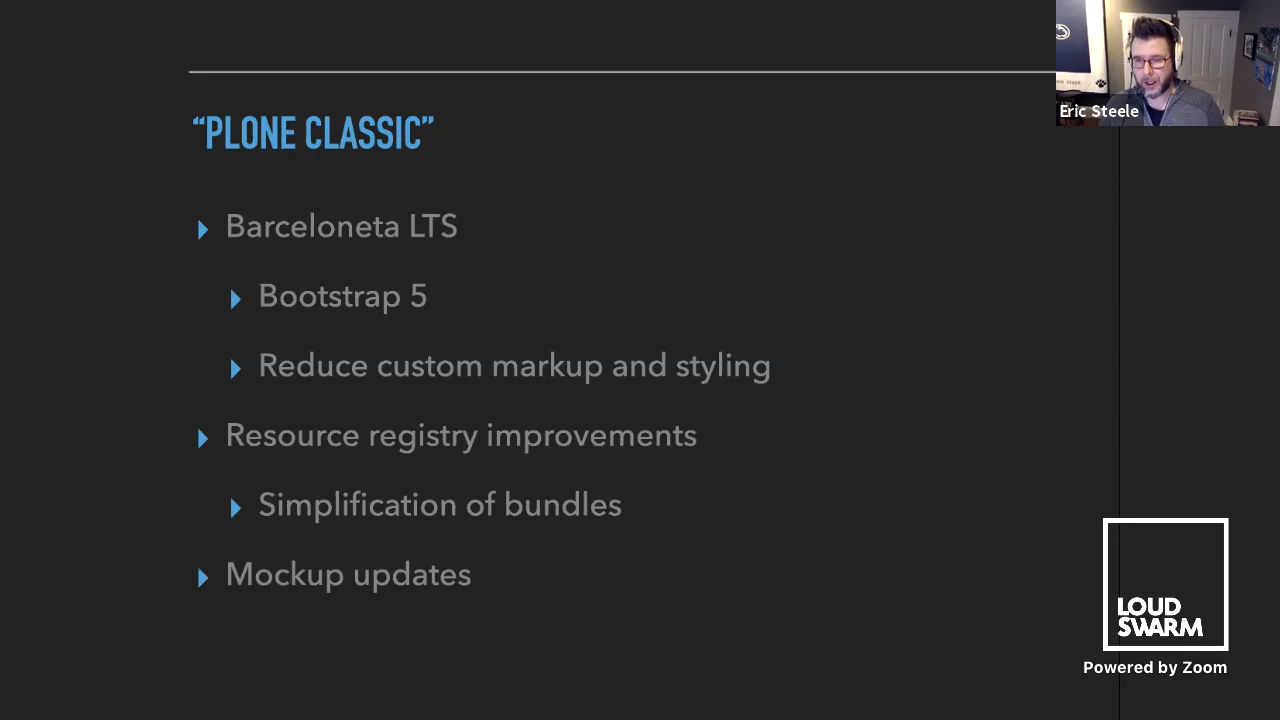 “PLONE CLASSIC”
Barceloneta LTS
Bootstrap 5
Reduce custom markup and styling
Resource registry improvements
Simplification of bundles
Mockup updates
Eric Steele
LOUD
SWARM
Powered by Zoom